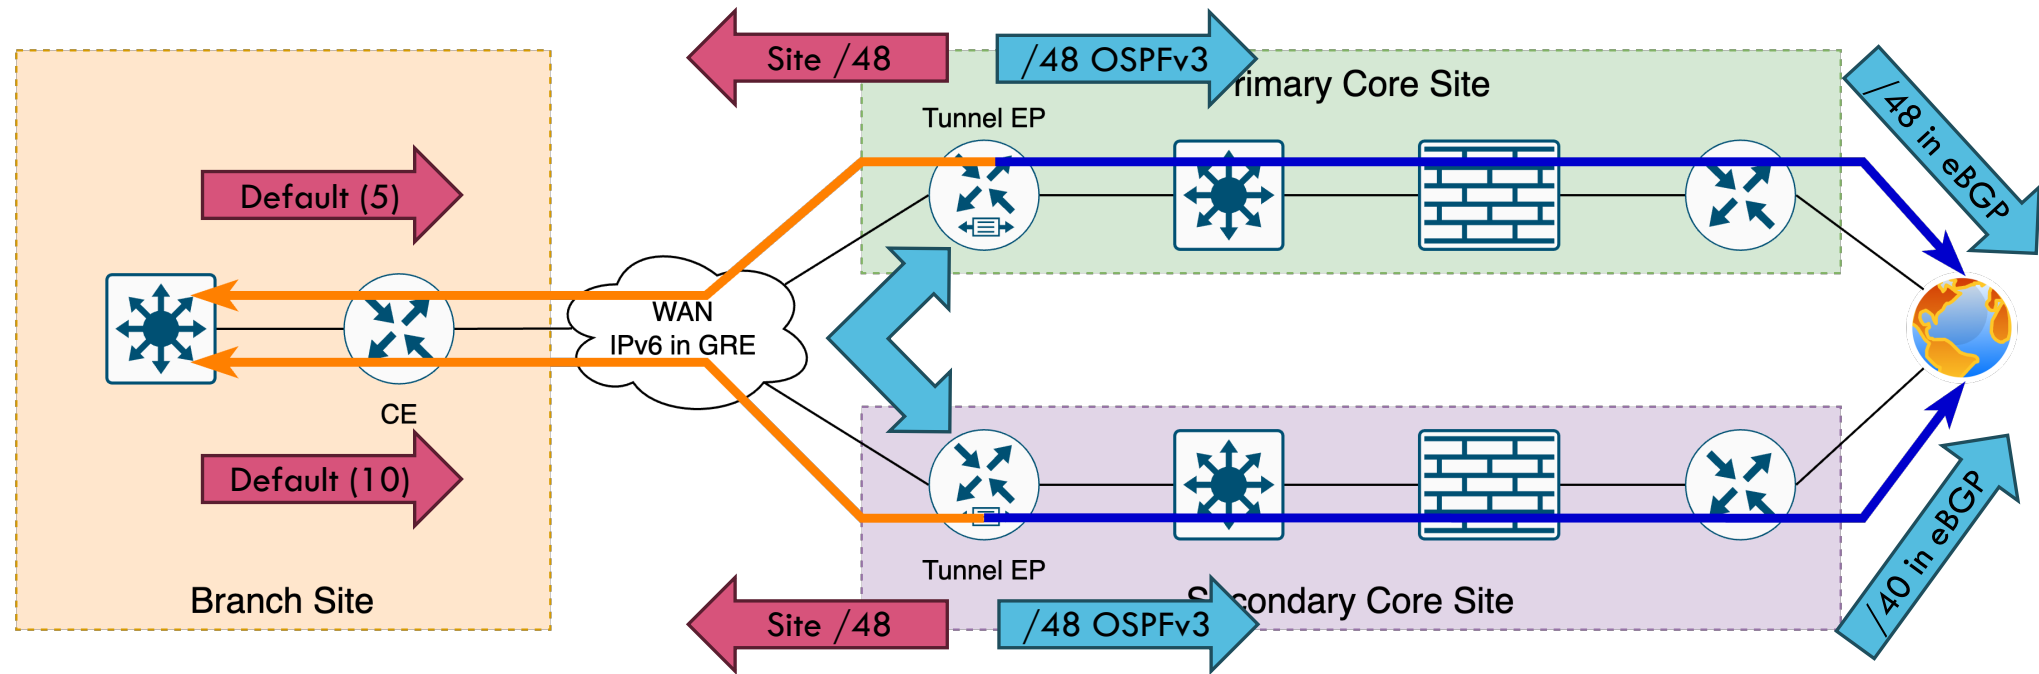 Site /48
/48 OSPFv3
rimary Core Site
/48 in eBGP
Tunnel EP
Default (5)
WAN
IPv6 in GRE
CE
Default (10)
Branch Site
Tunnel EP
Site /48
/48 OSPFv3
Secondary Core Site
/40 in eBGP